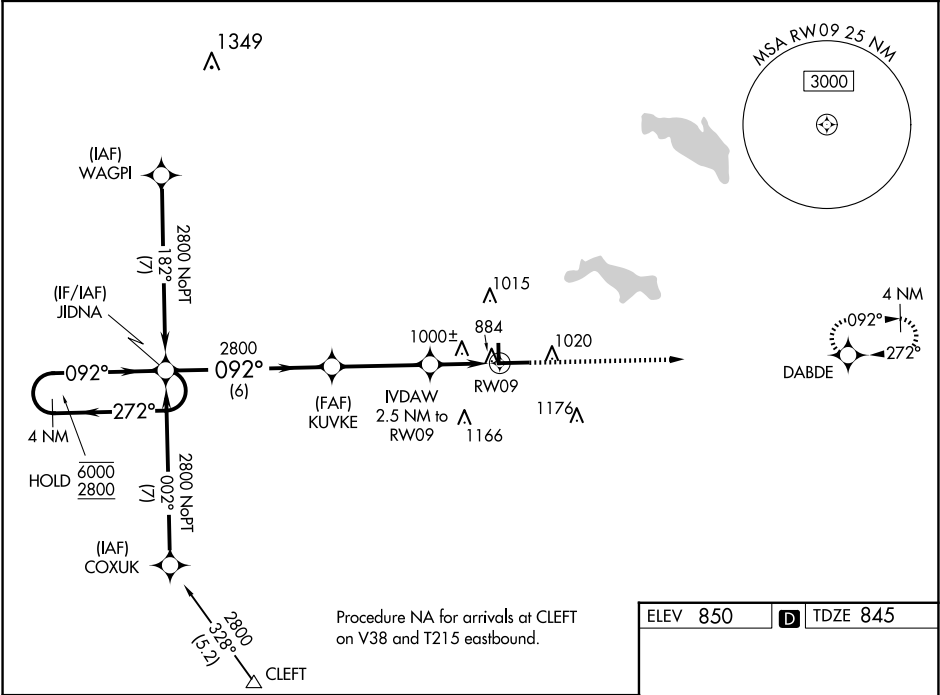 1349
MSA RW09 25 NM
3000
(IAF)
WAGPI
2800 NoPT
182°
(7)
(IF/IAF)
JIDNA
1015
4 NM
092°
272°
DABDE
884
1000±
1020
RW09
2800
092°
(6)
092°
272°
4 NM
(FAF)
KUVKE
IVDAW
2.5 NM to
RW09
1166
1176
HOLD
6000
2800
2800 NoPT
002°
(7)
(IAF)
COXUK
2800
328°
(5.2)
CLEFT
Procedure NA for arrivals at CLEFT
on V38 and T215 eastbound.
ELEV 850 D TDZE 845